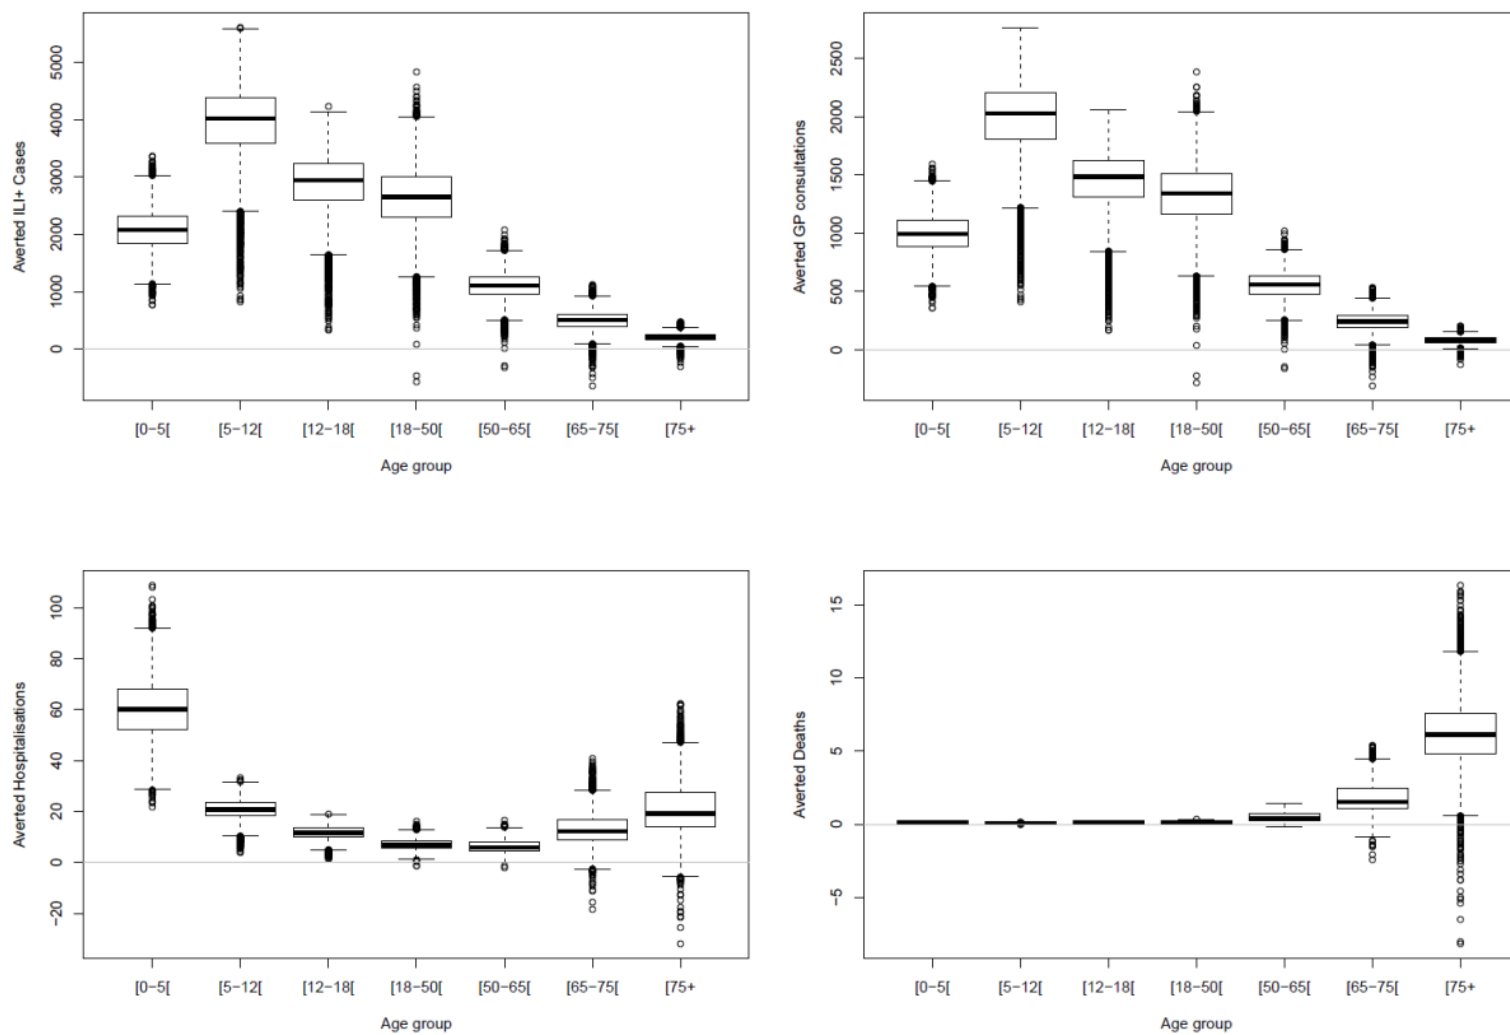 Averted ILI+ Cases
5000
4000
3000
2000
1000
0
[0−5[ [5−12[ [12−18[ [18−50[ [50−65[ [65−75[ [75+
Age group
Averted GP consultations
2500
2000
1500
1000
500
0
[0−5[ [5−12[ [12−18[ [18−50[ [50−65[ [65−75[ [75+
Age group
Averted Hospitalisations
100
80
60
40
20
0
−20
[0−5[ [5−12[ [12−18[ [18−50[ [50−65[ [65−75[ [75+
Age group
Averted Deaths
15
10
5
0
−5
[0−5[ [5−12[ [12−18[ [18−50[ [50−65[ [65−75[ [75+
Age group